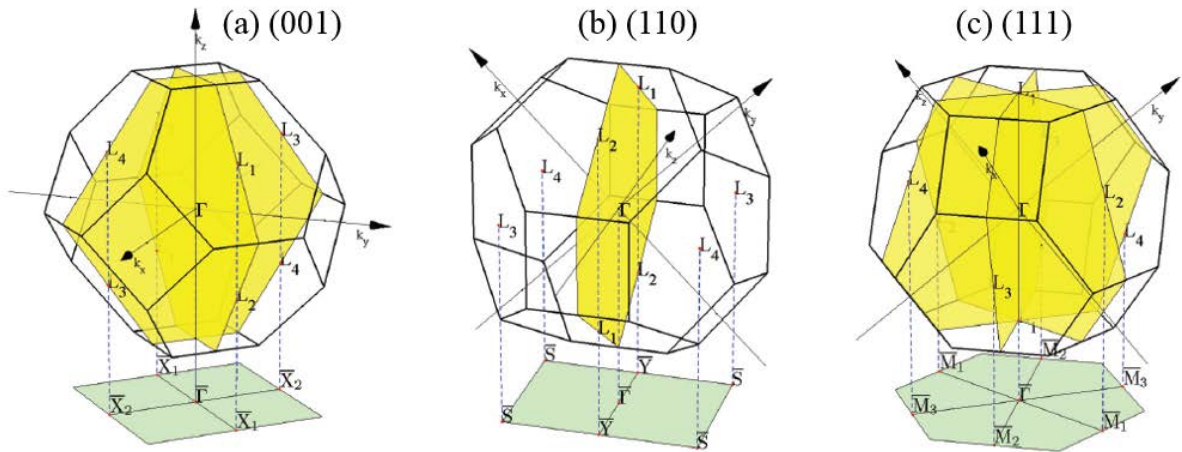 (a) (001)
k_z
L_3
L_4
L_1
Γ
k_y
k_x
L_4
L_3
L_2
X̅_1
Γ̅
X̅_2
X̅_2
X̅_1
(b) (110)
k_x
L_1
k_y
L_2
k_z
L_4
L_3
Γ
L_3
L_4
L_2
L_1
S̅
Y̅
S̅
Γ̅
S̅
Y̅
S̅
(c) (111)
k_z
L_1
k_y
k_x
L_4
L_2
Γ
L_4
L_3
1
M̅_2
M̅_1
M̅_3
Γ̅
M̅_3
M̅_1
M̅_2